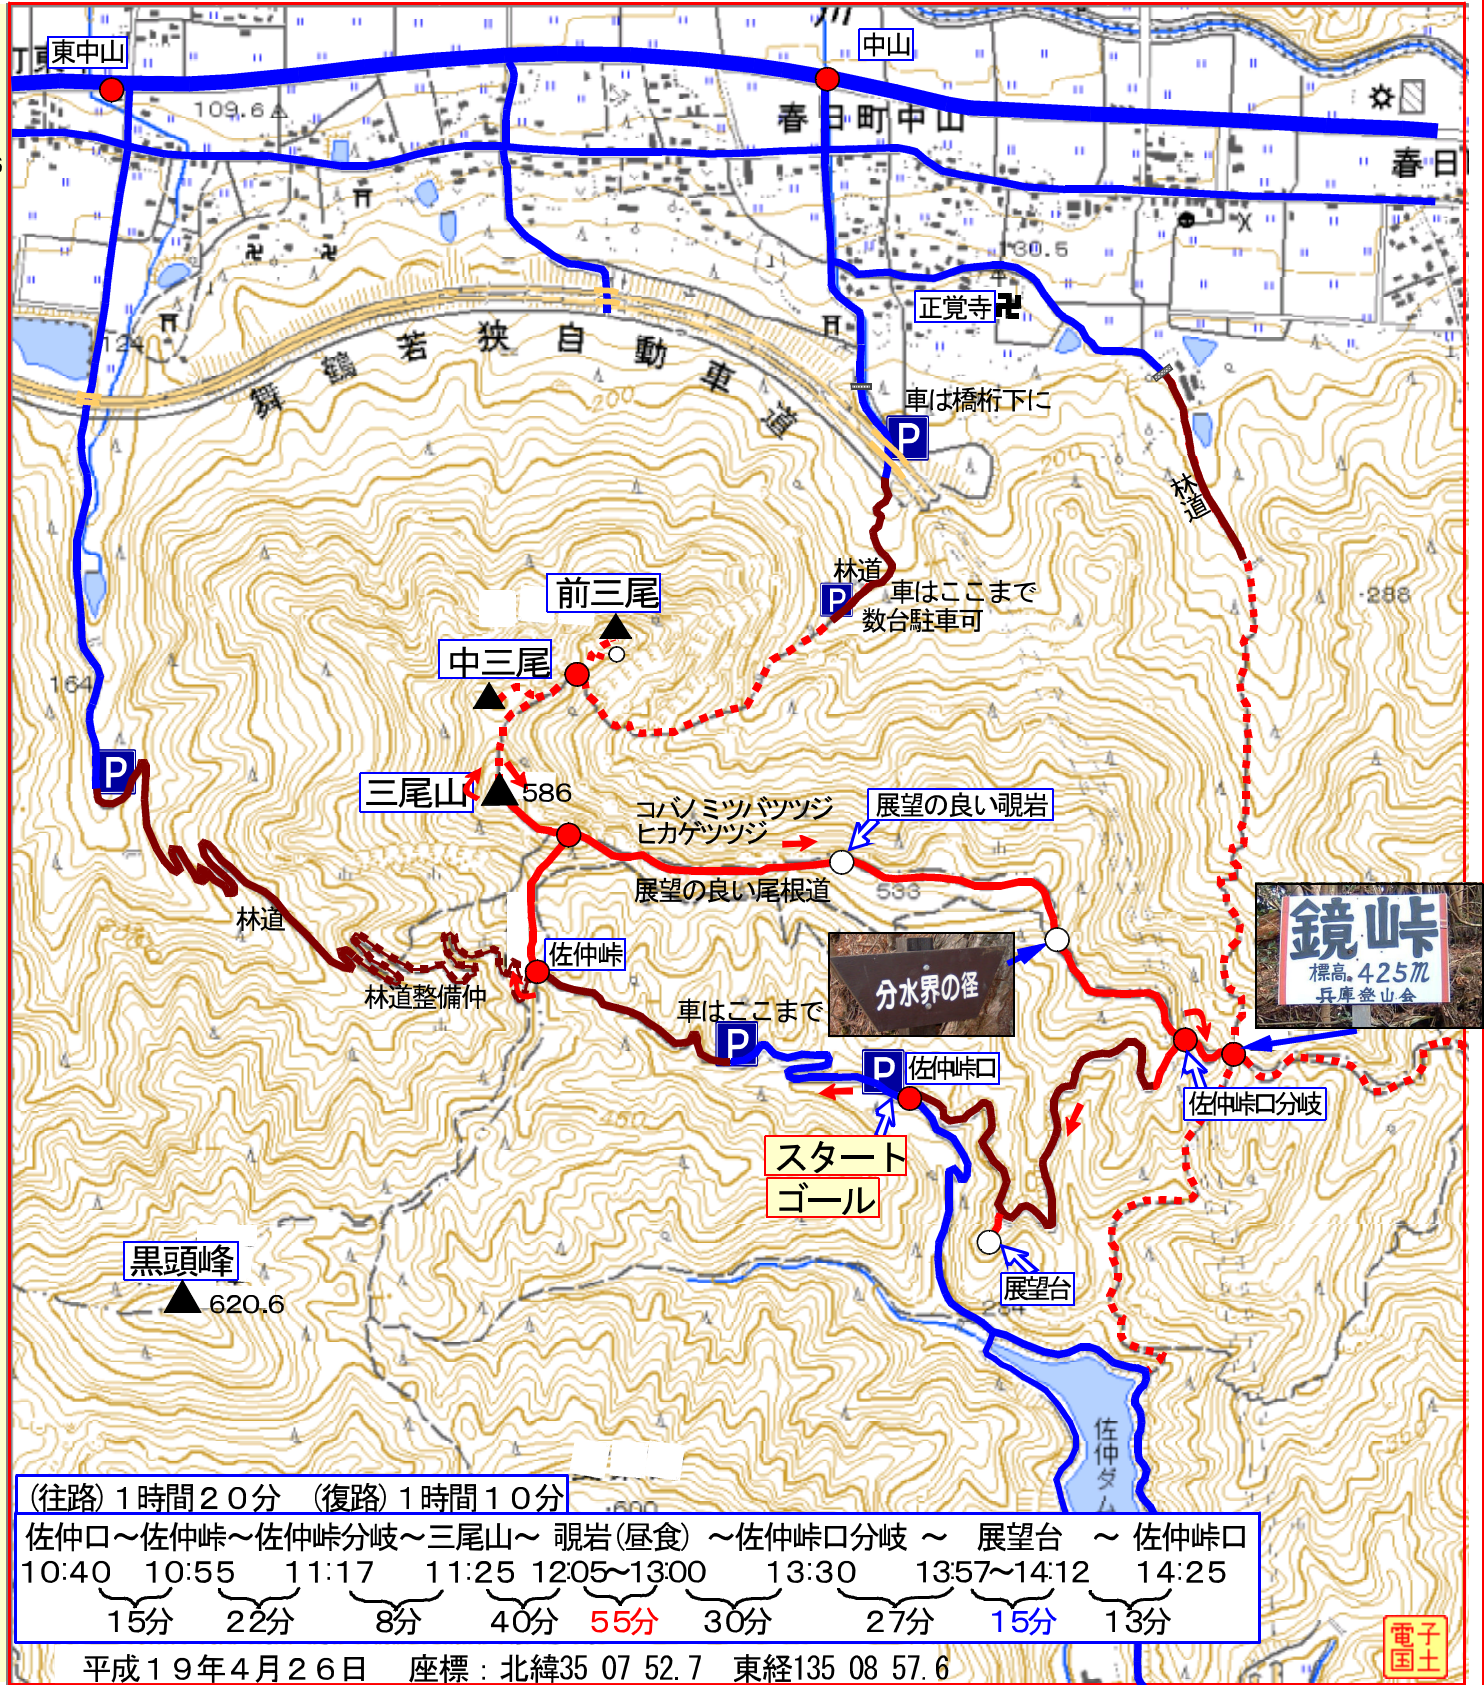 東中山
中山
109.6
春日町中山
春日
130.5
正覚寺
124
舞鶴若狭自動車道
200
車は橋桁下に
P
200
林道
林道
車はここまで
数台駐車可
P
288
前三尾
中三尾
164
P
三尾山
586
コバノミツバツツジ
ヒカゲツツジ
展望の良い覗岩
展望の良い尾根道
533
林道
鏡峠
標高。425m
兵庫登山会
佐仲峠
分水界の径
林道整備仲
車はここまで
P
P
佐仲峠口
佐仲峠口分岐
スタート
ゴール
黒頭峰
620.6
展望台
264
佐仲ダム
(往路)1時間20分 (復路)1時間10分
600
佐仲口~佐仲峠~佐仲峠分岐~三尾山~ 覗岩(昼食) ~佐仲峠口分岐 ~ 展望台 ~ 佐仲峠口
10:40 10:55 11:17 11:25 12:05~13:00 13:30 13:57~14:12 14:25
15分 22分 8分 40分 55分 30分 27分 15分 13分
平成19年4月26日 座標:北緯35 07 52.7 東経135 08 57.6
電子
国土